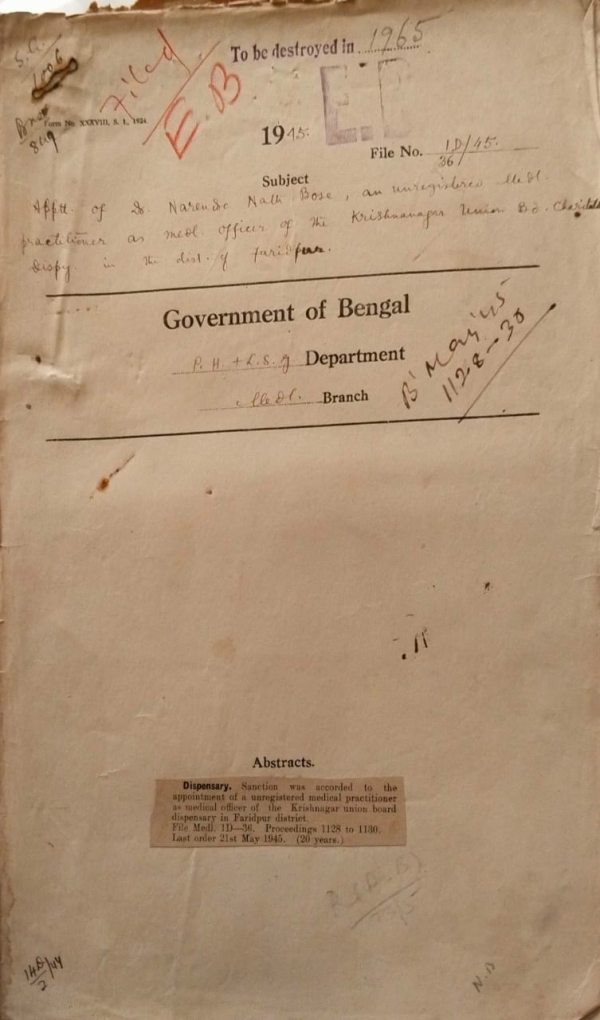 To be destroyed in 1965
Filed
E.B
Form No. XXXVIII, S. I., 1924.
Bno
849
1945.
File No. 1D/45.
36
Subject
Apptt. of Dr. Narendra Nath Bose, an unregistered Medl.
practitioner as medl. officer of the Krishnanagar Union Bd. Charitable
Dispy. in the dist. of Faridpur.
Government of Bengal
P. H. & L. S. G Department
Medl. Branch
B' May '45
1128-30
Abstracts.
Dispensary. Sanction was accorded to the
appointment of a unregistered medical practitioner
as medical officer of the Krishnagar union board
dispensary in Faridpur district.
File Medl. 1D—36. Proceedings 1128 to 1130.
Last order 21st May 1945. (20 years.)
N.B